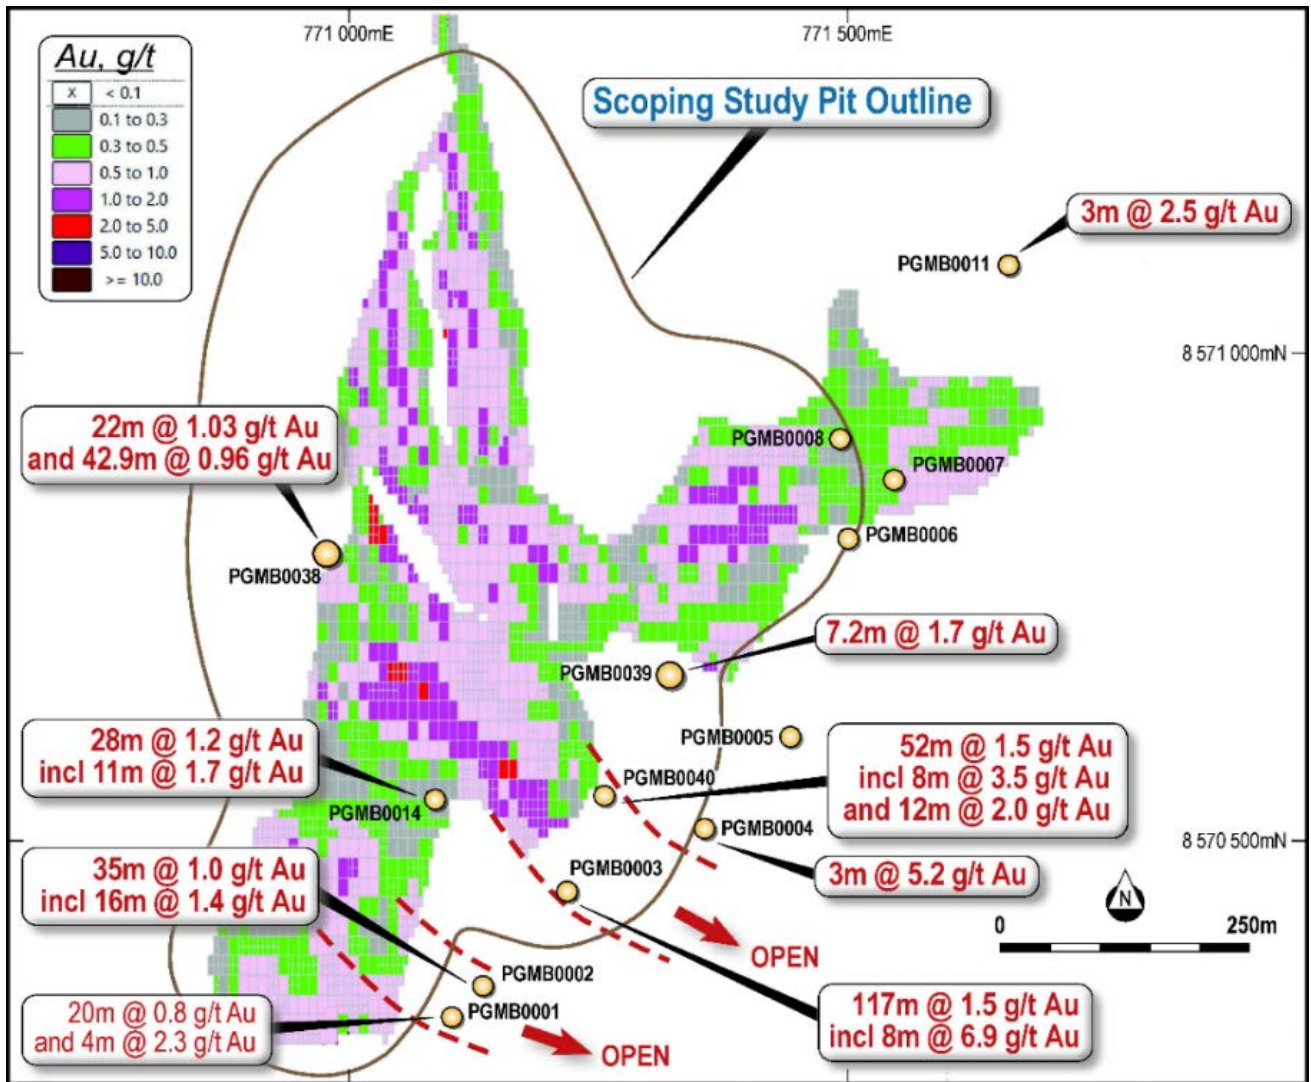 771 000mE
771 500mE
Au, g/t
x < 0.1
0.1 to 0.3
0.3 to 0.5
0.5 to 1.0
1.0 to 2.0
2.0 to 5.0
5.0 to 10.0
>= 10.0
Scoping Study Pit Outline
3m @ 2.5 g/t Au
PGMB0011
8 571 000mN
22m @ 1.03 g/t Au
and 42.9m @ 0.96 g/t Au
PGMB0008
PGMB0007
PGMB0006
PGMB0038
7.2m @ 1.7 g/t Au
PGMB0039
PGMB0005
28m @ 1.2 g/t Au
incl 11m @ 1.7 g/t Au
52m @ 1.5 g/t Au
incl 8m @ 3.5 g/t Au
and 12m @ 2.0 g/t Au
PGMB0040
PGMB0014
PGMB0004
8 570 500mN
35m @ 1.0 g/t Au
incl 16m @ 1.4 g/t Au
PGMB0003
3m @ 5.2 g/t Au
N
0
250m
OPEN
PGMB0002
PGMB0001
20m @ 0.8 g/t Au
and 4m @ 2.3 g/t Au
117m @ 1.5 g/t Au
incl 8m @ 6.9 g/t Au
OPEN